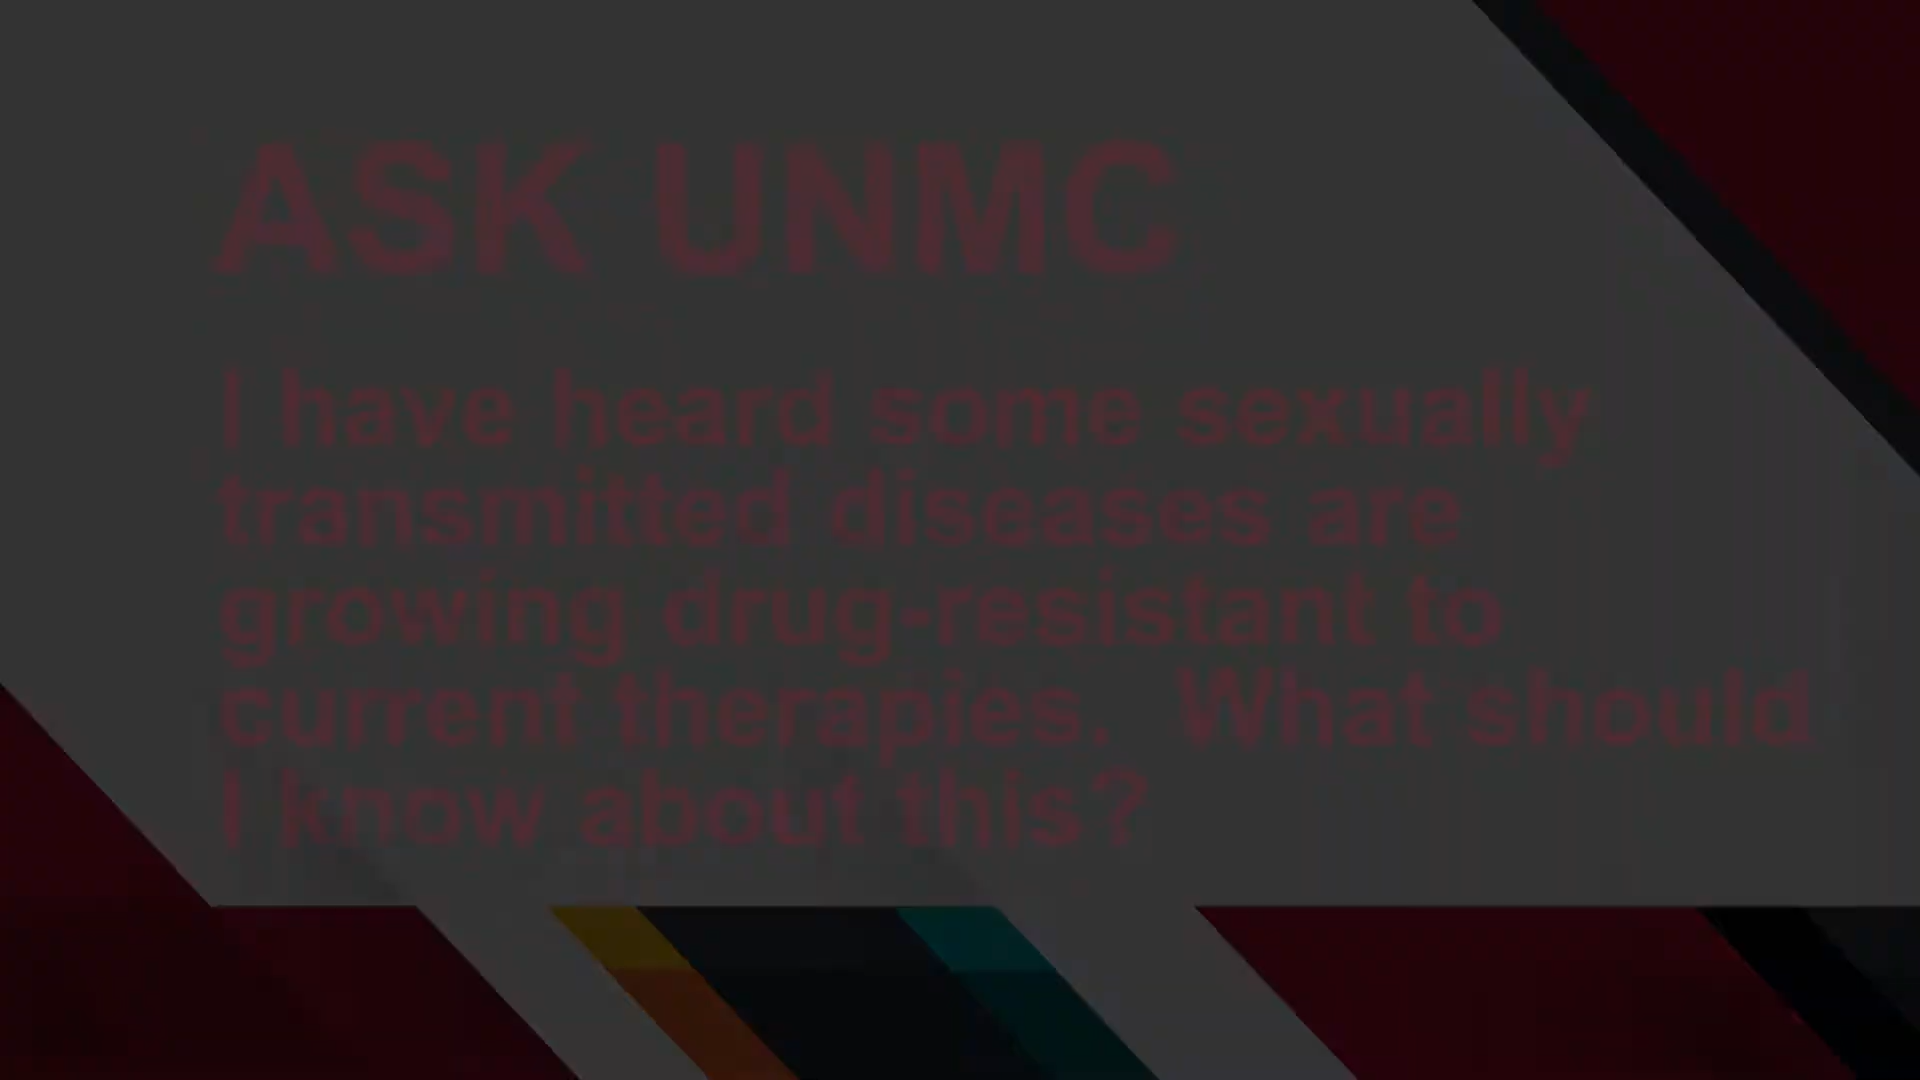 ASK UNMC
I have heard some sexually
transmitted diseases are
growing drug-resistant to
current therapies.  What should
I know about this?